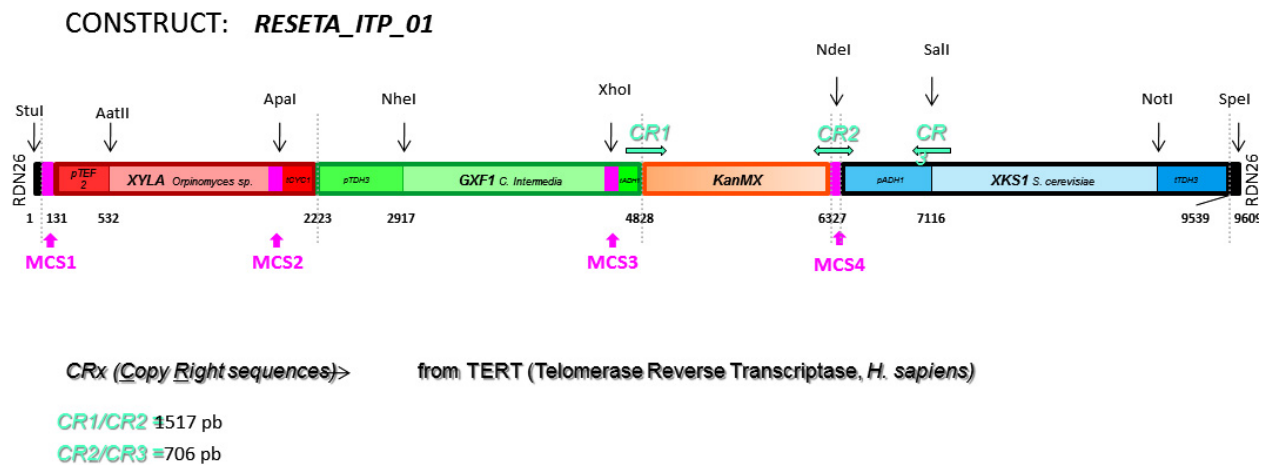 CONSTRUCT: RESETA_ITP_01
NdeI SalI
XhoI
StuI AatII ApaI NheI NotI SpeI
CR1 CR2 CR
3
RDN26 pTEF
2 XYLA Orpinomyces sp. tCYC1 pTDH3 GXF1 C. Intermedia tADH1 KanMX pADH1 XKS1 S. cerevisiae tTDH3 RDN26
1 131 532 2223 2917 4828 6327 7116 9539 9609
MCS1 MCS2 MCS3 MCS4
CRx (Copy Right sequences)→ from TERT (Telomerase Reverse Transcriptase, H. sapiens)
CR1/CR2 = 1517 pb
CR2/CR3 = 706 pb